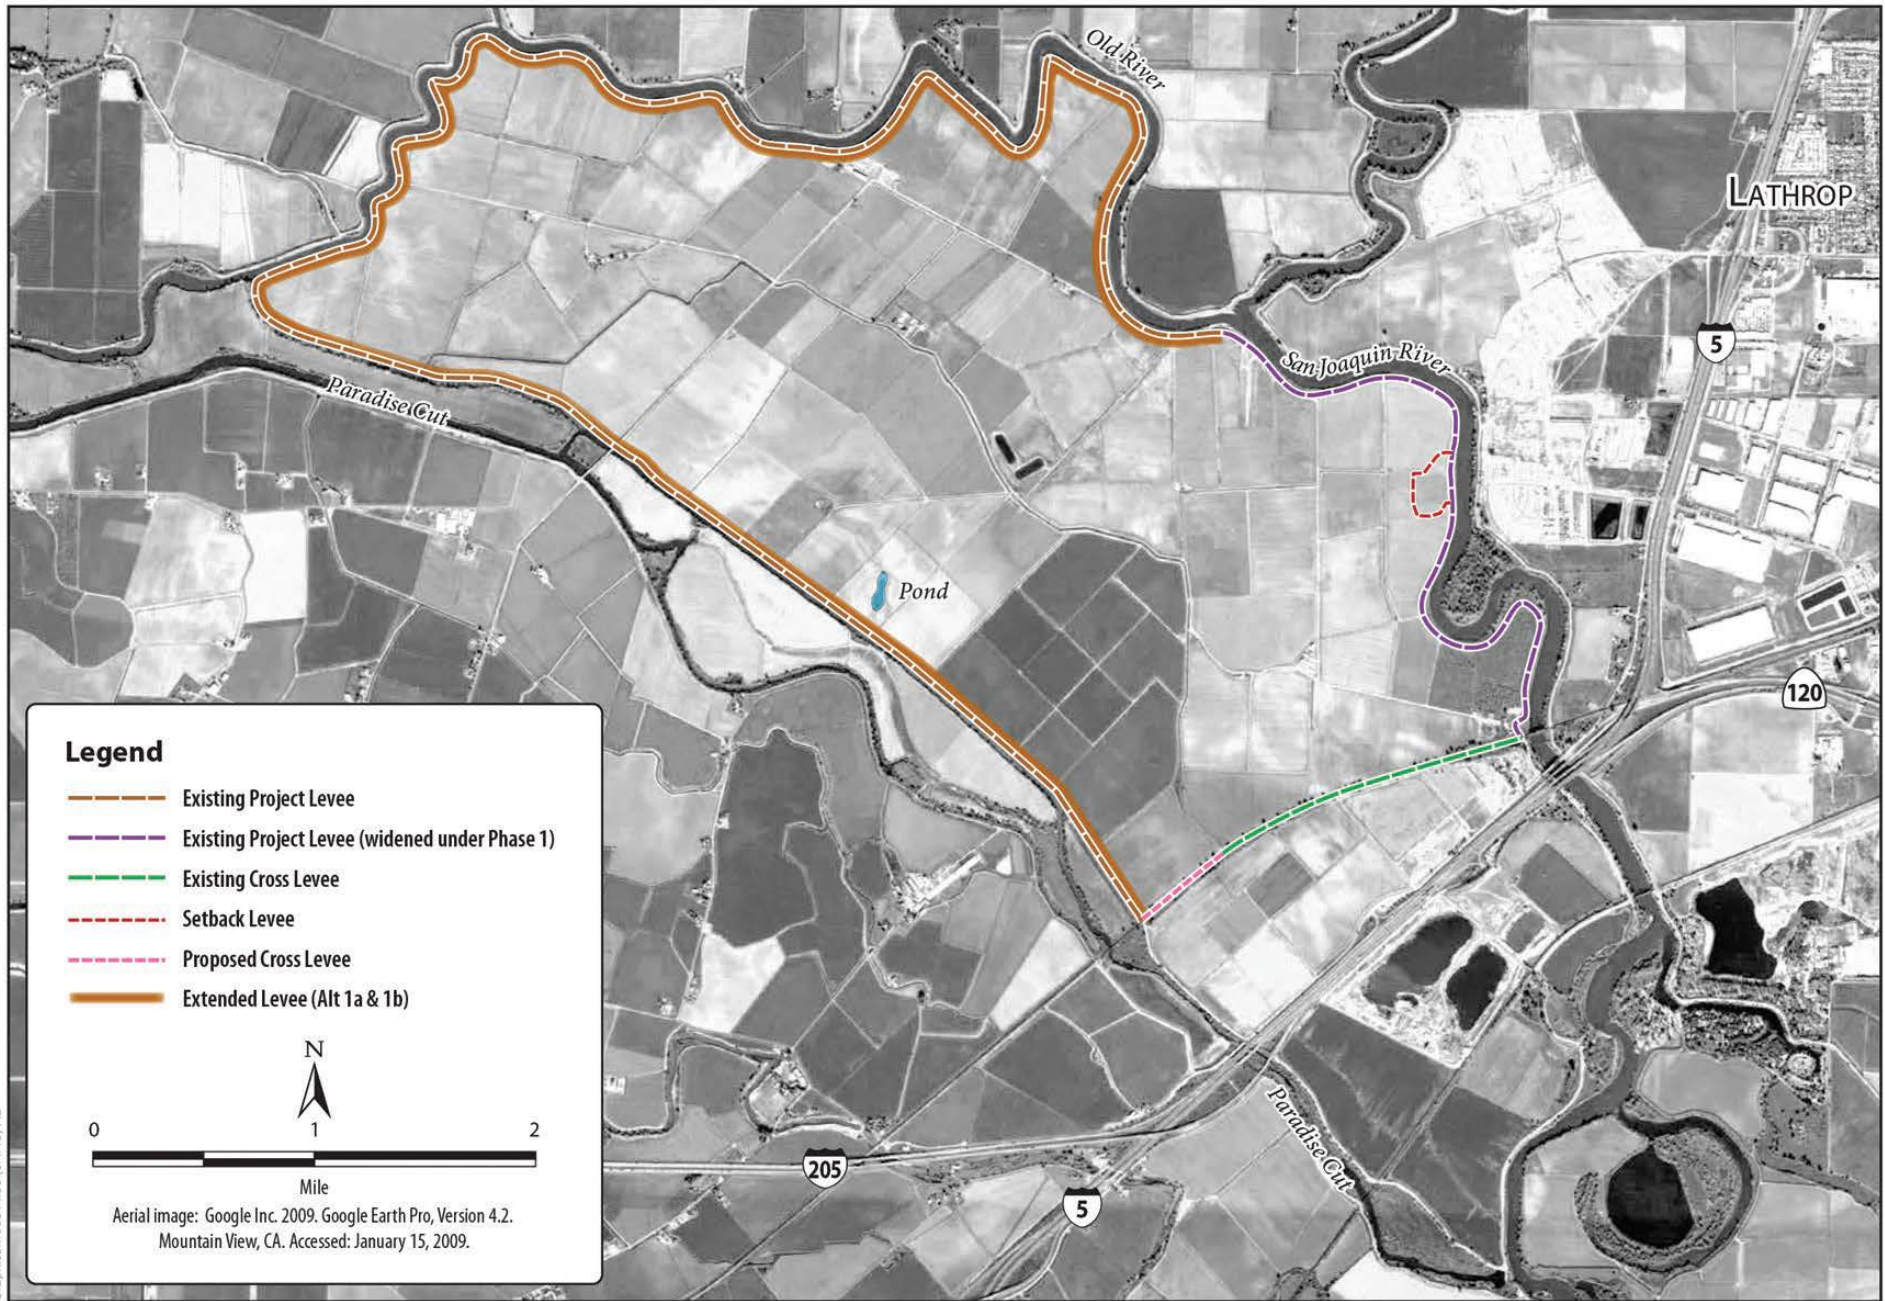 Old River
LATHROP
5
San Joaquin River
Paradise Cut
Pond
120
Legend
Existing Project Levee
Existing Project Levee (widened under Phase 1)
Existing Cross Levee
Setback Levee
Proposed Cross Levee
Extended Levee (Alt 1a & 1b)
N
0 1 2
Mile
Aerial image: Google Inc. 2009. Google Earth Pro, Version 4.2.
Mountain View, CA. Accessed: January 15, 2009.
205
5
Paradise Cut